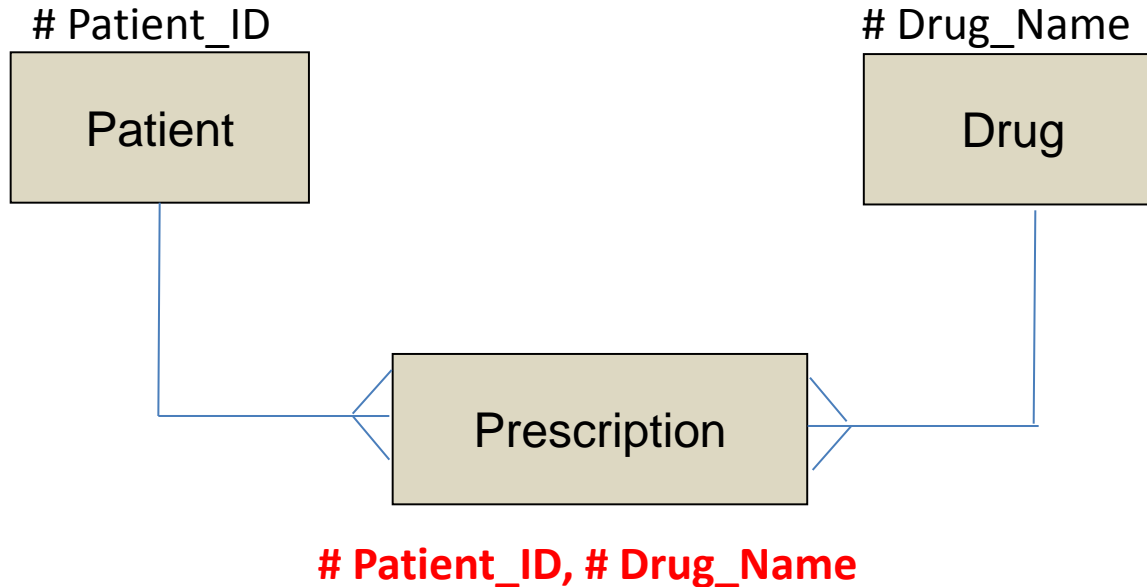 # Patient_ID
# Drug_Name
Patient
Drug
Prescription
# Patient_ID, # Drug_Name